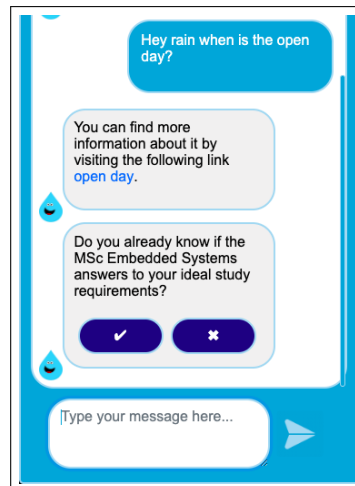 Hey rain when is the open
day?
You can find more
information about it by
visiting the following link
open day.
Do you already know if the
MSc Embedded Systems
answers to your ideal study
requirements?
✔ ✖
Type your message here...